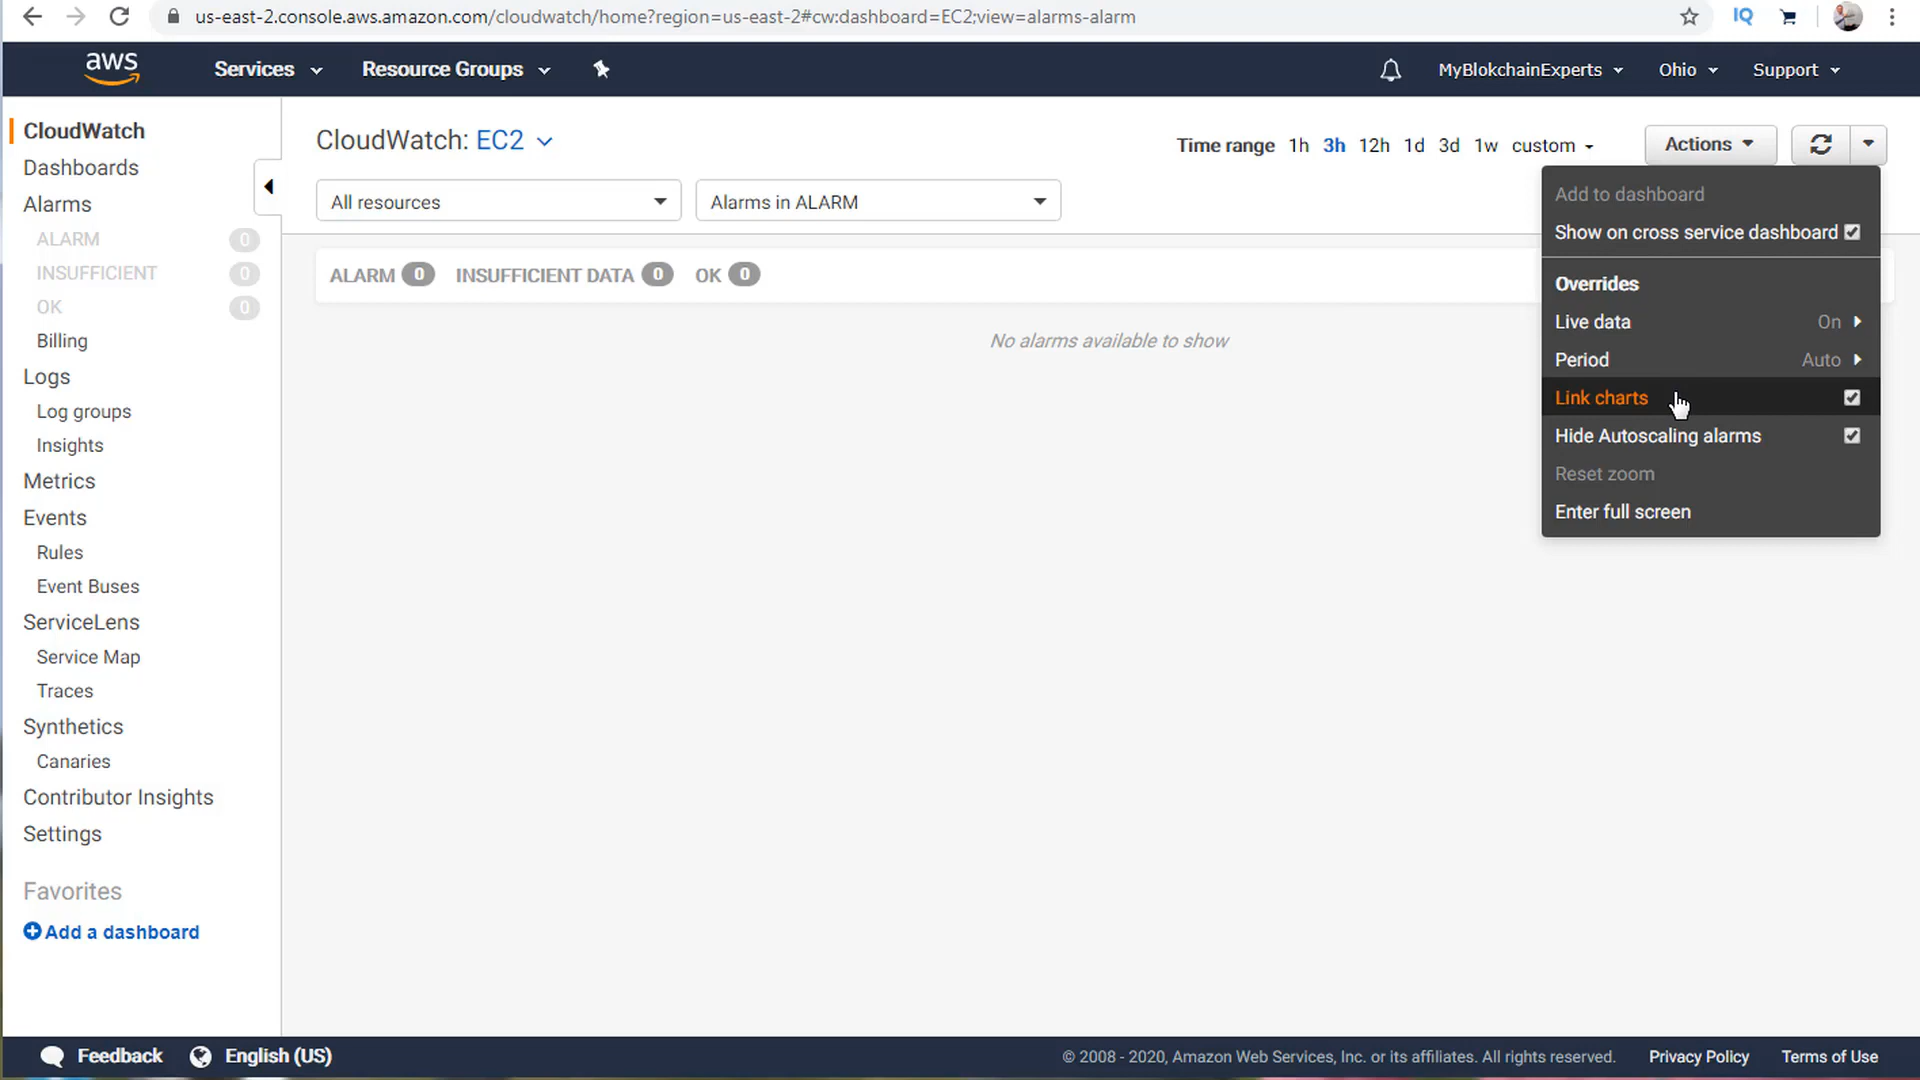 us-east-2.console.aws.amazon.com/cloudwatch/home?region=us-east-2#cw:dashboard=EC2;view=alarms-alarm
IQ
aws
Services
Resource Groups
MyBlokchainExperts
Ohio
Support
CloudWatch
Dashboards
Alarms
ALARM 0
INSUFFICIENT 0
OK 0
Billing
Logs
Log groups
Insights
Metrics
Events
Rules
Event Buses
ServiceLens
Service Map
Traces
Synthetics
Canaries
Contributor Insights
Settings
Favorites
Add a dashboard
CloudWatch: EC2
Time range 1h 3h 12h 1d 3d 1w custom
Actions
All resources
Alarms in ALARM
ALARM 0 INSUFFICIENT DATA 0 OK 0
No alarms available to show
Add to dashboard
Show on cross service dashboard
Overrides
Live data On
Period Auto
Link charts
Hide Autoscaling alarms
Reset zoom
Enter full screen
Feedback
English (US)
© 2008 - 2020, Amazon Web Services, Inc. or its affiliates. All rights reserved.
Privacy Policy
Terms of Use